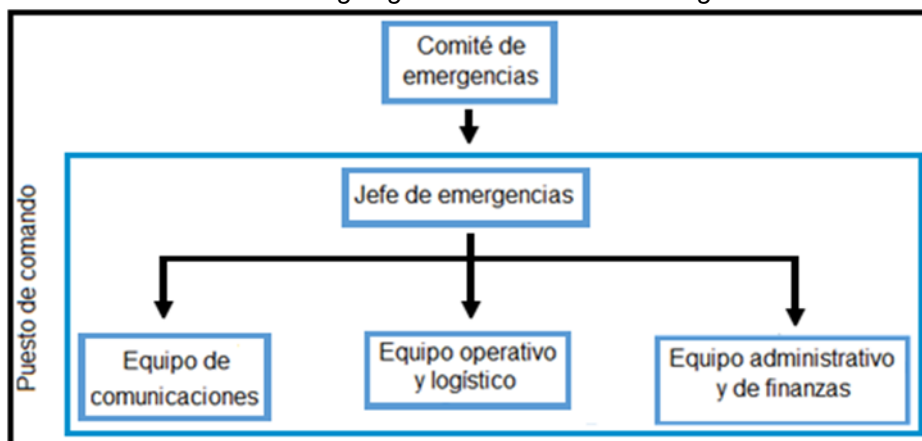 Comité de
emergencias
Jefe de emergencias
Puesto de comando
Equipo de
comunicaciones
Equipo operativo
y logístico
Equipo administrativo
y de finanzas